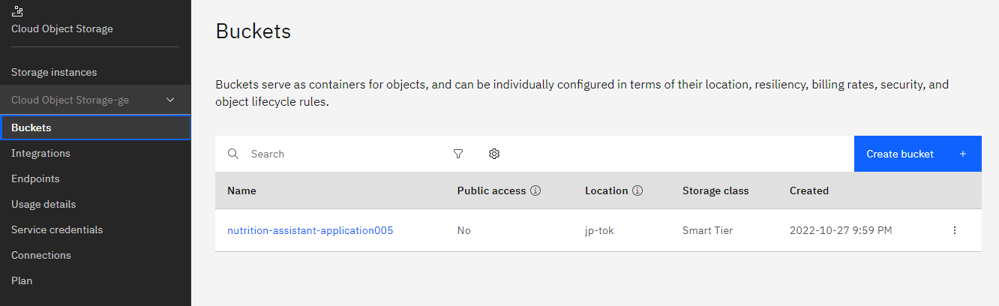 Cloud Object Storage
Storage instances
Cloud Object Storage-ge
Buckets
Integrations
Endpoints
Usage details
Service credentials
Connections
Plan
Buckets
Buckets serve as containers for objects, and can be individually configured in terms of their location, resiliency, billing rates, security, and
object lifecycle rules.
Search
Create bucket +
Name Public access Location Storage class Created
nutrition-assistant-application005 No jp-tok Smart Tier 2022-10-27 9:59 PM